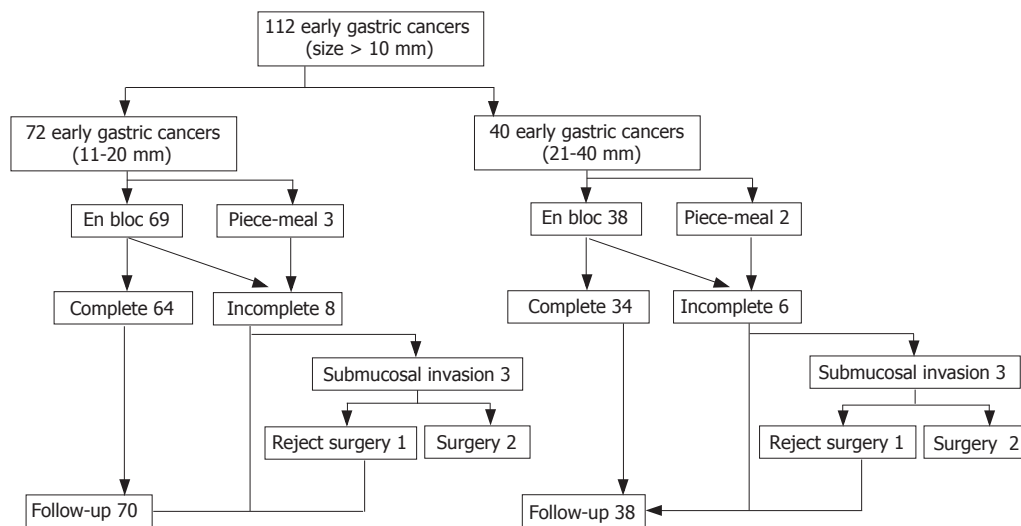 112 early gastric cancers
(size > 10 mm)
72 early gastric cancers
(11-20 mm)
40 early gastric cancers
(21-40 mm)
En bloc 69
Piece-meal 3
En bloc 38
Piece-meal 2
Complete 64
Incomplete 8
Complete 34
Incomplete 6
Submucosal invasion 3
Submucosal invasion 3
Reject surgery 1
Surgery 2
Reject surgery 1
Surgery 2
Follow-up 70
Follow-up 38